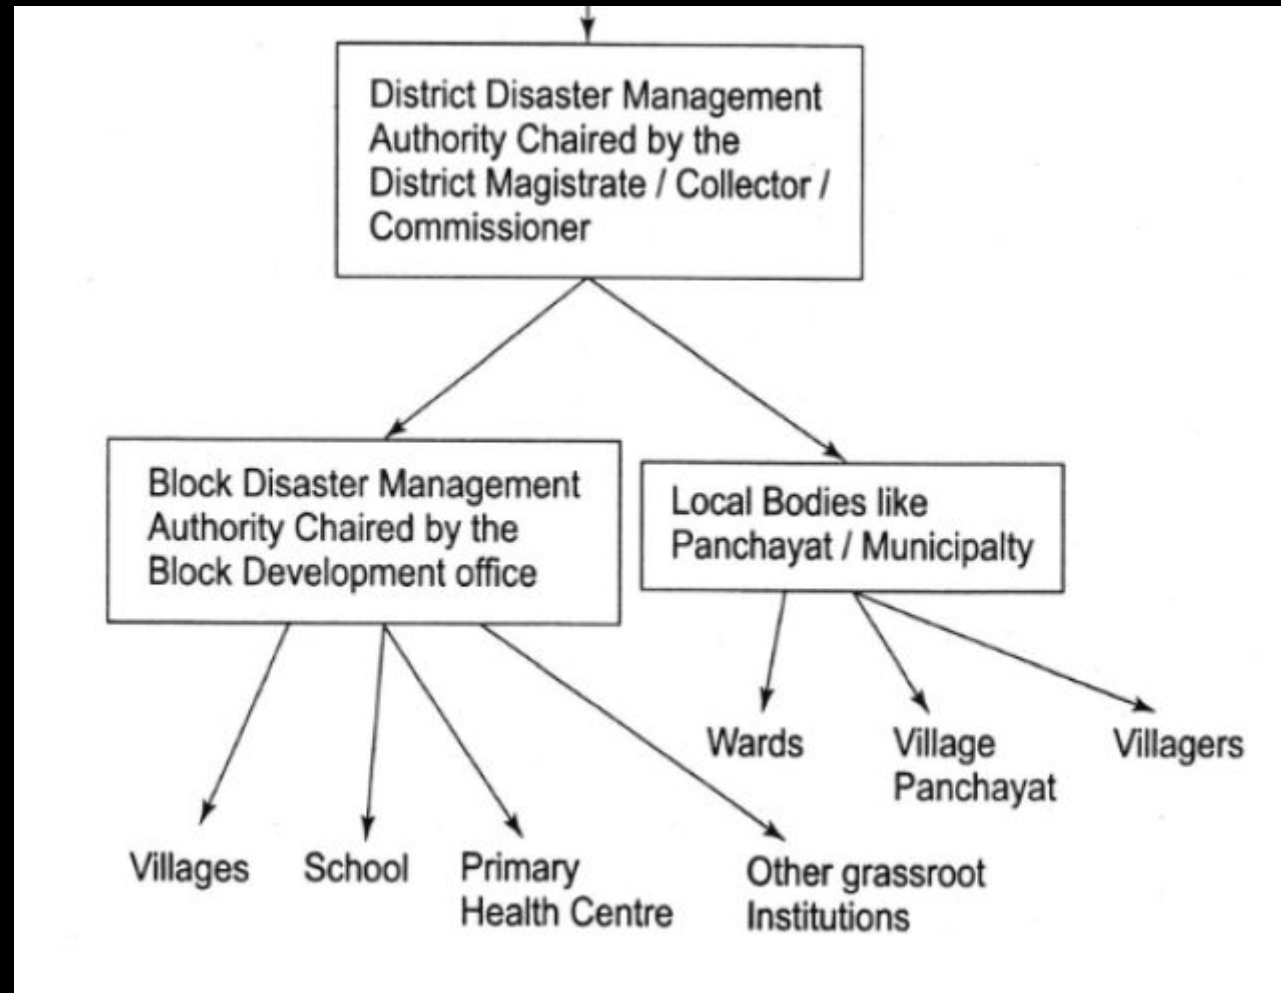 District Disaster Management
Authority Chaired by the
District Magistrate / Collector /
Commissioner
Block Disaster Management
Authority Chaired by the
Block Development office
Local Bodies like
Panchayat / Municipalty
Wards
Village
Panchayat
Villagers
Villages
School
Primary
Health Centre
Other grassroot
Institutions